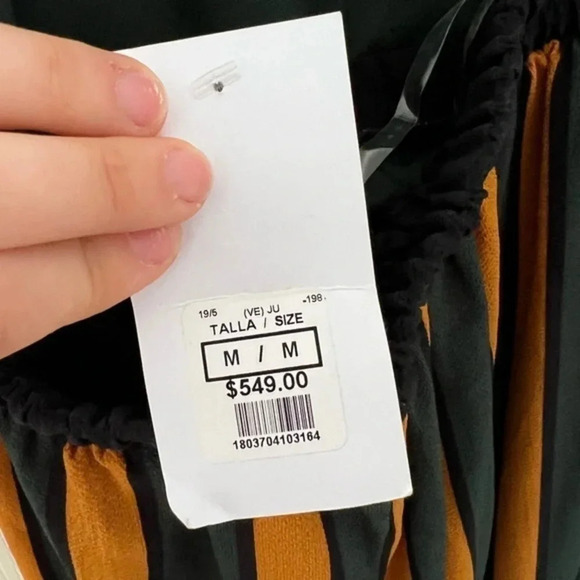 19/5 (VE) JU -198
TALLA / SIZE
M / M
$549.00
1803704103164